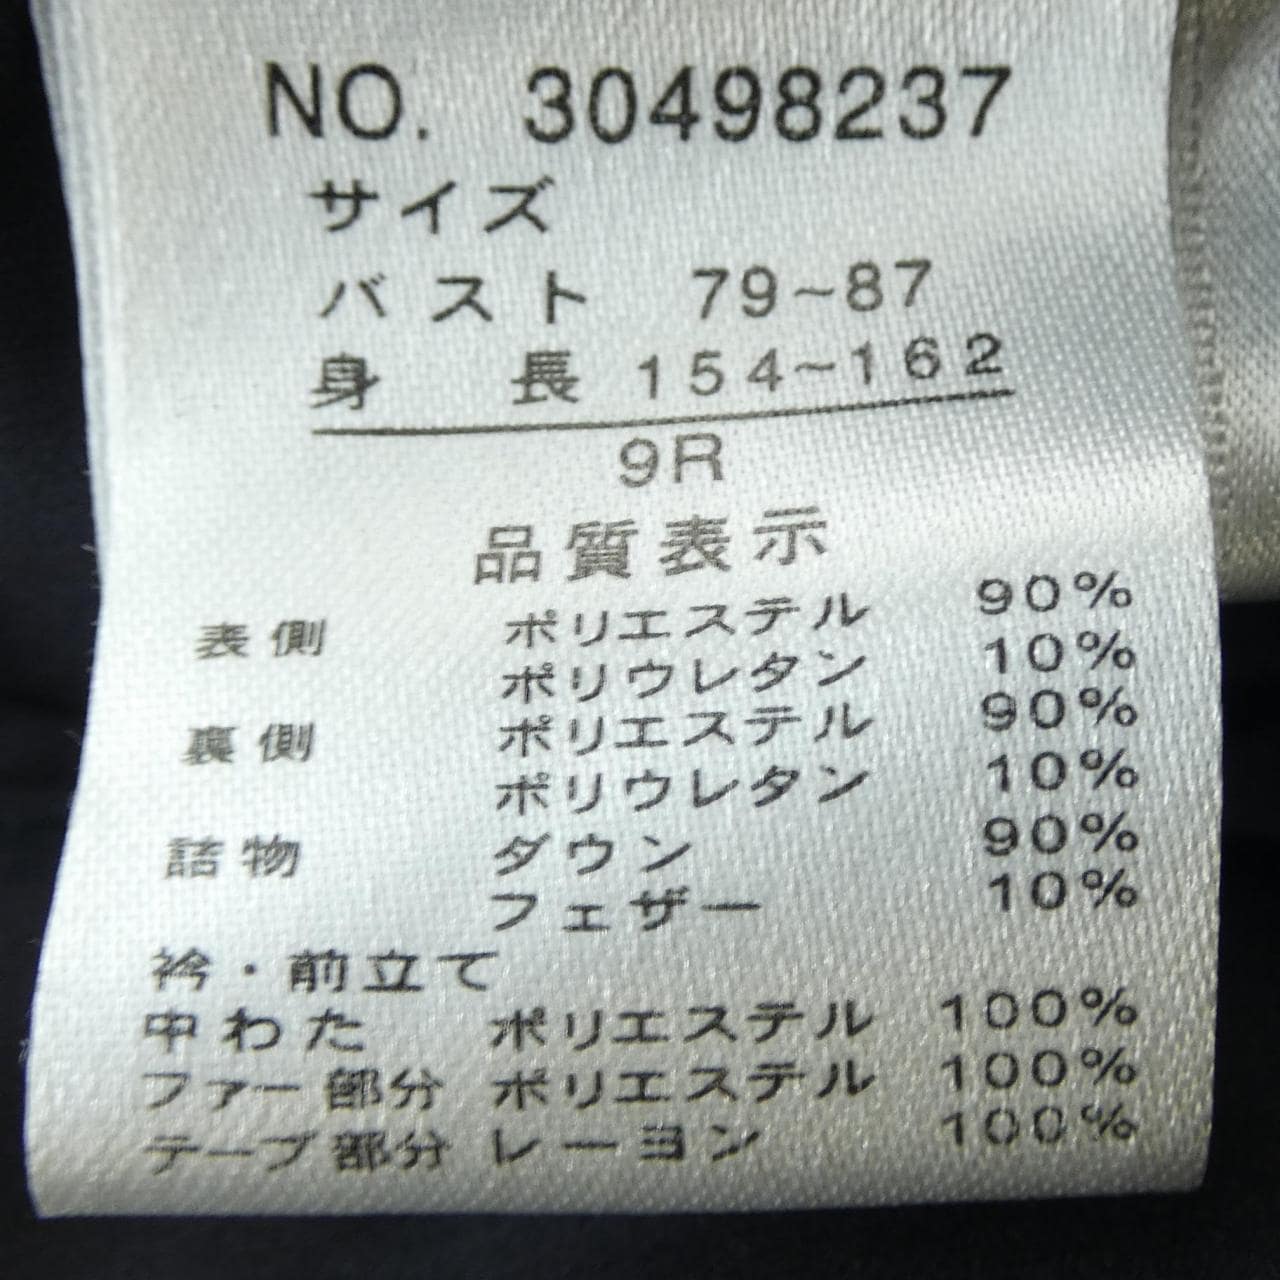 NO. 30498237
サイズ
バスト 79~87
身 長 154~162
9R
品質表示
表側 ポリエステル 90%
ポリウレタン 10%
裏側 ポリエステル 90%
ポリウレタン 10%
詰物 ダウン 90%
フェザー 10%
衿・前立て
中わた ポリエステル 100%
ファー部分 ポリエステル 100%
テープ部分 レーヨン 100%